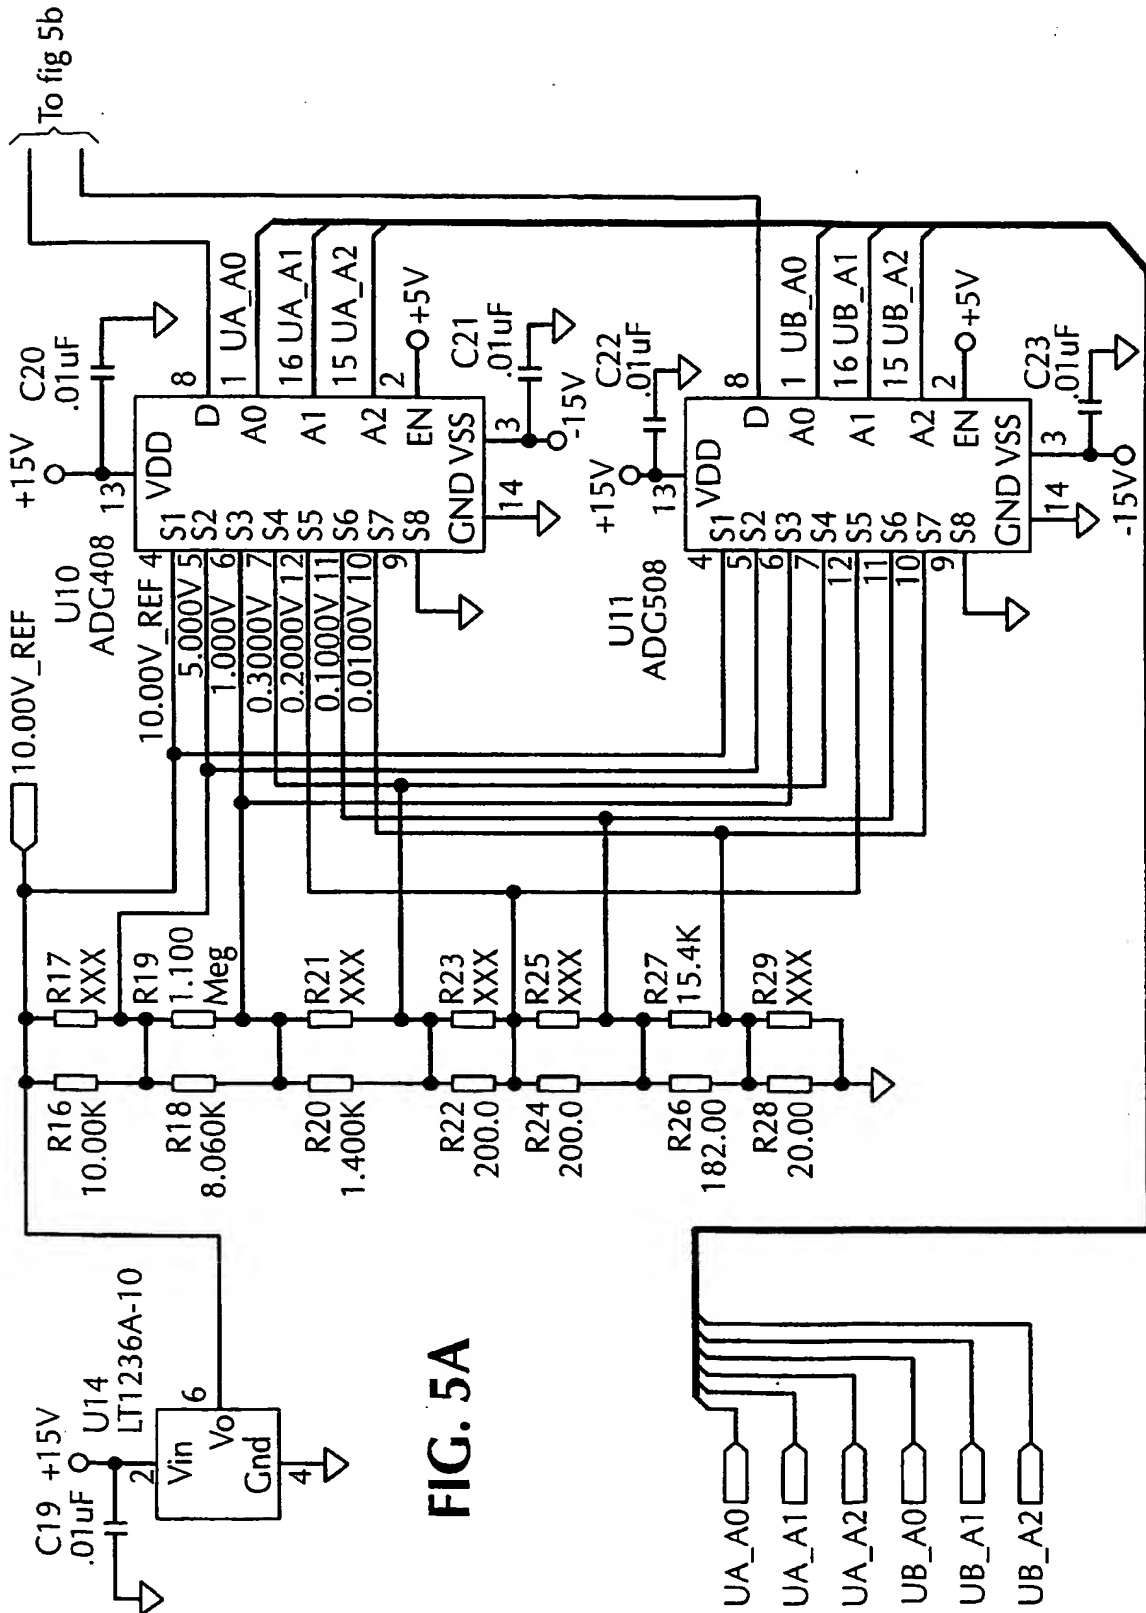 C19
.01uF
+15V
U14
LT1236A-10
2
Vin
Vo
6
Gnd
4
FIG. 5A
UA_A0
UA_A1
UA_A2
UB_A0
UB_A1
UB_A2
10.00V_REF
R16
10.00K
R17
XXX
R18
8.060K
R19
1.100
Meg
R20
1.400K
R21
XXX
R22
200.0
R23
XXX
R24
200.0
R25
XXX
R26
182.00
R27
15.4K
R28
20.00
R29
XXX
U10
ADG408
+15V
C20
.01uF
13
VDD
10.00V_REF 4 S1
5.000V 5 S2
1.000V 6 S3
0.3000V 7 S4
0.2000V 12 S5
0.1000V 11 S6
0.0100V 10 S7
9 S8
D 8
A0 1 UA_A0
A1 16 UA_A1
A2 15 UA_A2
EN 2 +5V
GND 14
VSS 3
-15V
C21
.01uF
U11
ADG508
+15V
C22
.01uF
13
VDD
4 S1
5 S2
6 S3
7 S4
12 S5
11 S6
10 S7
9 S8
D 8
A0 1 UB_A0
A1 16 UB_A1
A2 15 UB_A2
EN 2 +5V
GND 14
VSS 3
-15V
C23
.01uF
To fig 5b